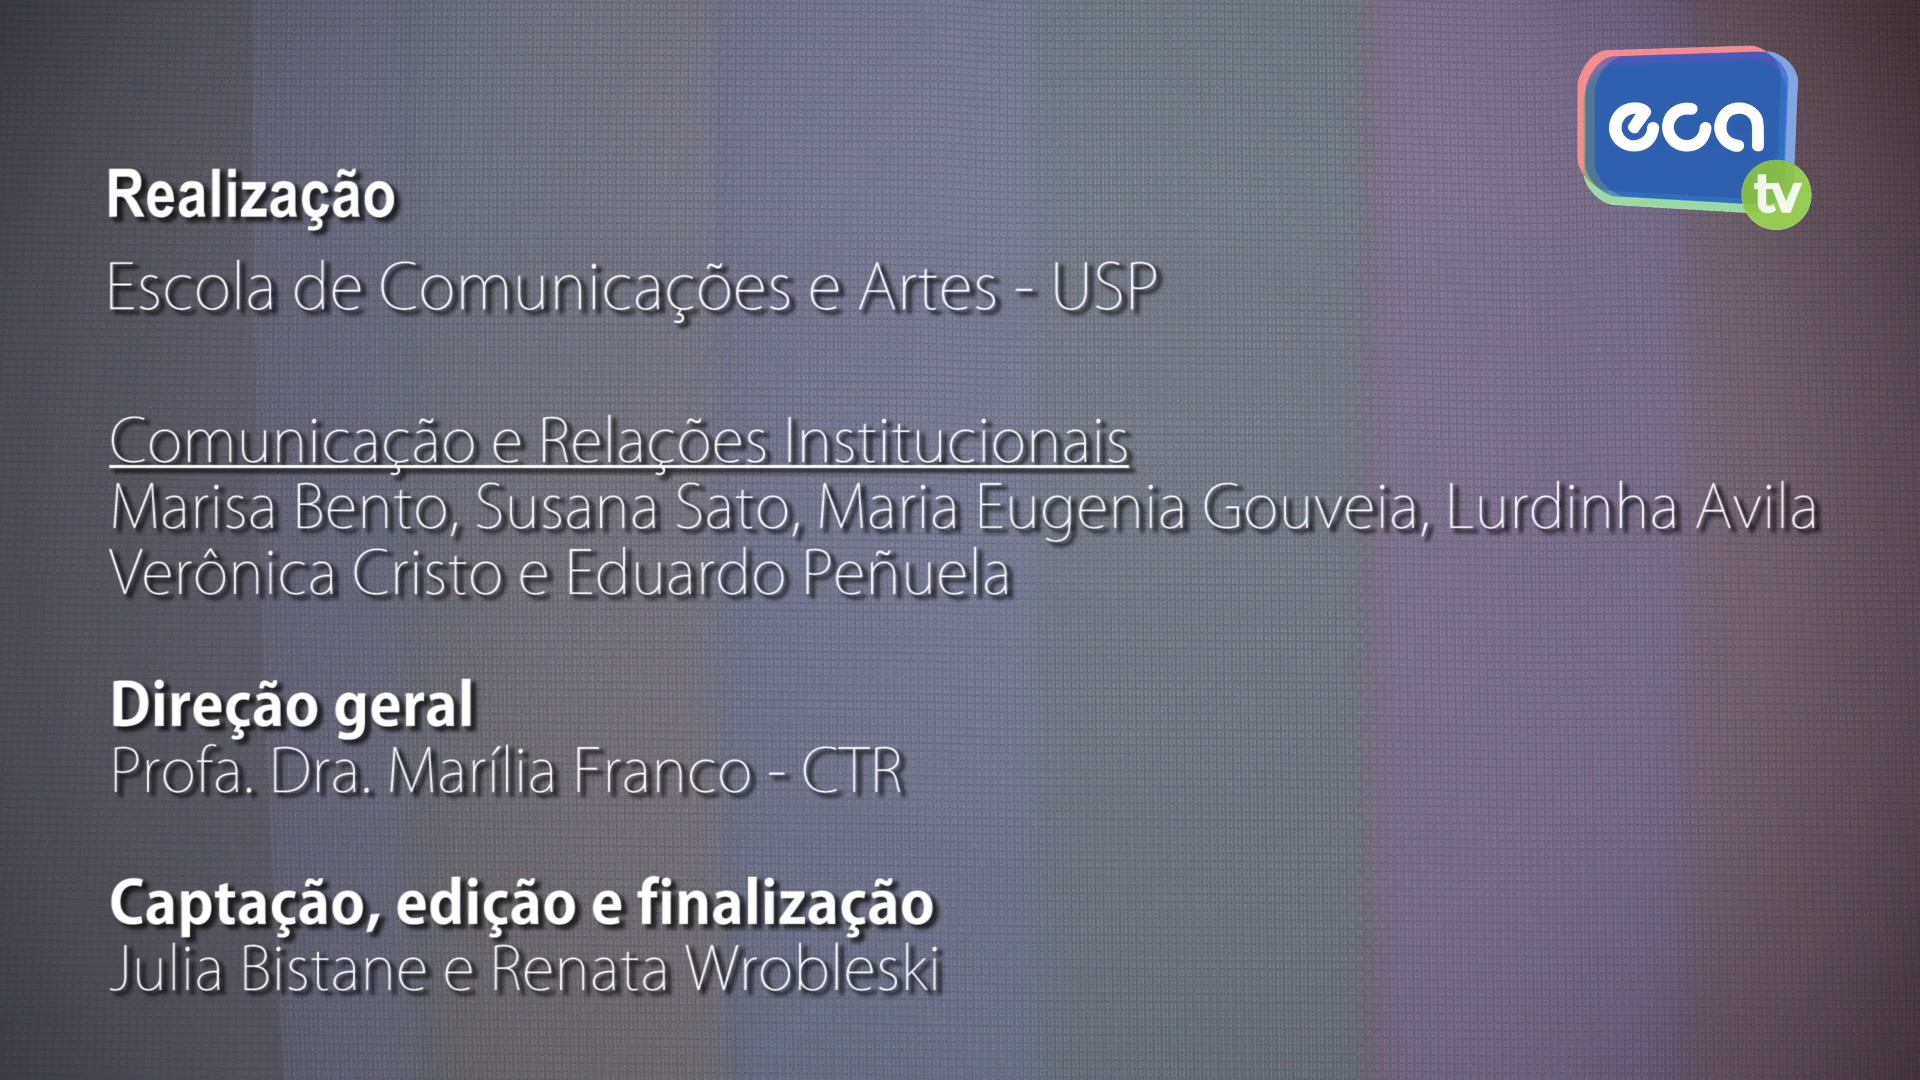 eca
tv
Realização
Escola de Comunicações e Artes - USP
Comunicação e Relações Institucionais
Marisa Bento, Susana Sato, Maria Eugenia Gouveia, Lurdinha Avila
Verônica Cristo e Eduardo Peñuela
Direção geral
Profa. Dra. Marília Franco - CTR
Captação, edição e finalização
Julia Bistane e Renata Wrobleski